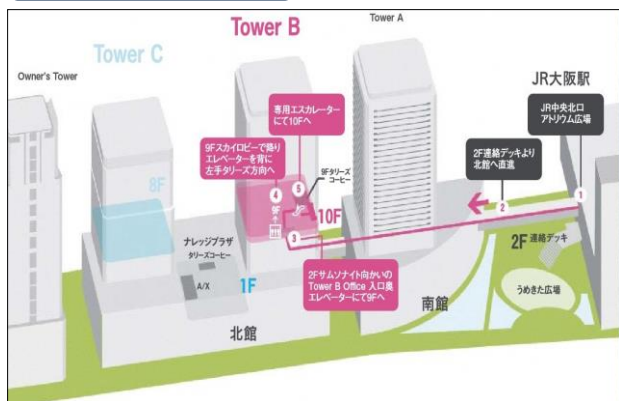 Tower B
Tower A
Tower C
Owner's Tower
JR大阪駅
専用エスカレーター
にて10Fへ
JR中央北口
アトリウム広場
9Fスカイロビーで降り
エレベーターを背に
左手タリーズ方向へ
2F連絡デッキより
北館へ直進
9Fタリーズ
コーヒー
8F
4
5
9F
10F
1
2
3
ナレッジプラザ
タリーズコーヒー
A/X
1F
2F 連絡デッキ
2Fサムソナイト向かいの
Tower B Office 入口奥
エレベーターにて9Fへ
うめきた広場
南館
北館